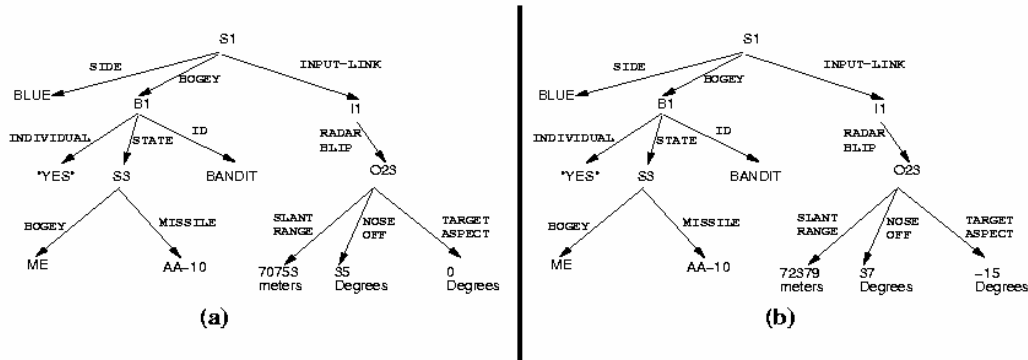 S1
SIDE
BOGEY
INPUT-LINK
BLUE
B1
I1
INDIVIDUAL
STATE
ID
RADAR
BLIP
"YES"
S3
BANDIT
O23
BOGEY
MISSILE
SLANT
RANGE
NOSE
OFF
TARGET
ASPECT
ME
AA-10
70753
meters
35
Degrees
0
Degrees
(a)
S1
SIDE
BOGEY
INPUT-LINK
BLUE
B1
I1
INDIVIDUAL
STATE
ID
RADAR
BLIP
"YES"
S3
BANDIT
O23
BOGEY
MISSILE
SLANT
RANGE
NOSE
OFF
TARGET
ASPECT
ME
AA-10
72379
meters
37
Degrees
-15
Degrees
(b)